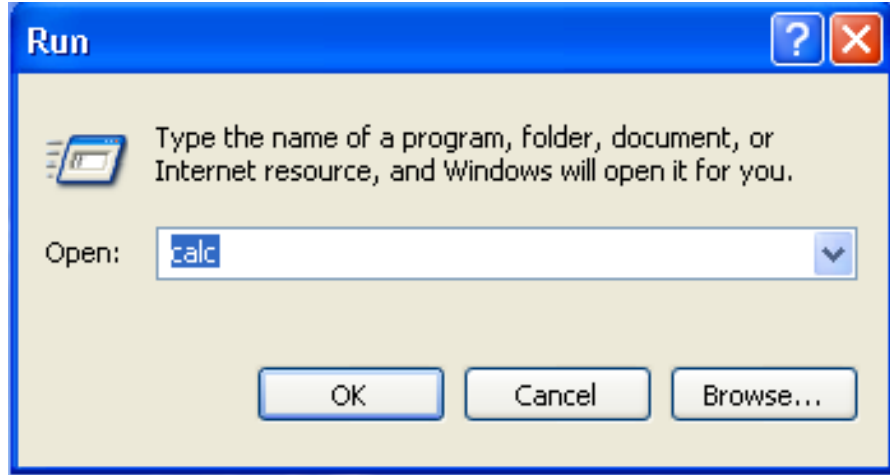 Run
Type the name of a program, folder, document, or
Internet resource, and Windows will open it for you.
Open: calc
OK Cancel Browse...